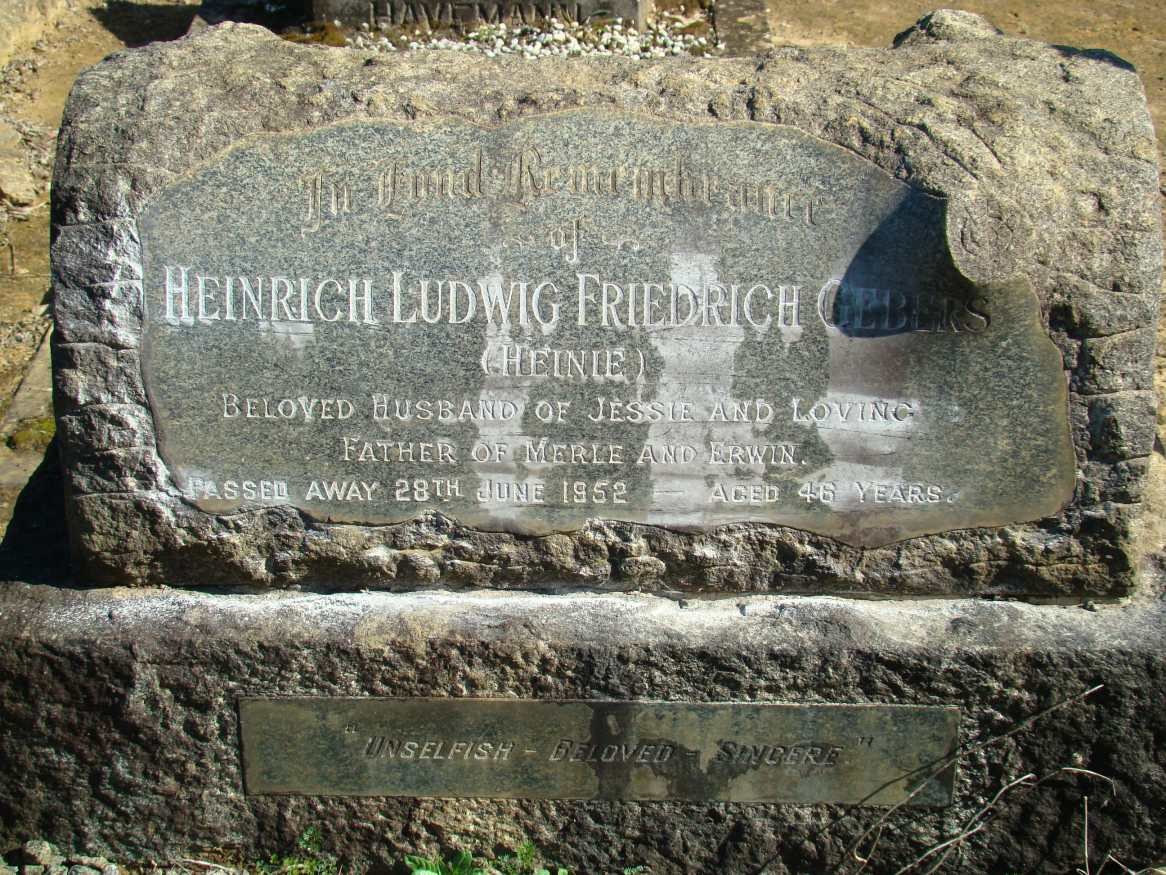 HAVEMANN
In Fond Remembrance
of
HEINRICH LUDWIG FRIEDRICH GEBERS
(HEINIE)
BELOVED HUSBAND OF JESSIE AND LOVING
FATHER OF MERLE AND ERWIN.
PASSED AWAY 28TH JUNE 1952 — AGED 46 YEARS.
"UNSELFISH - BELOVED - SINCERE."